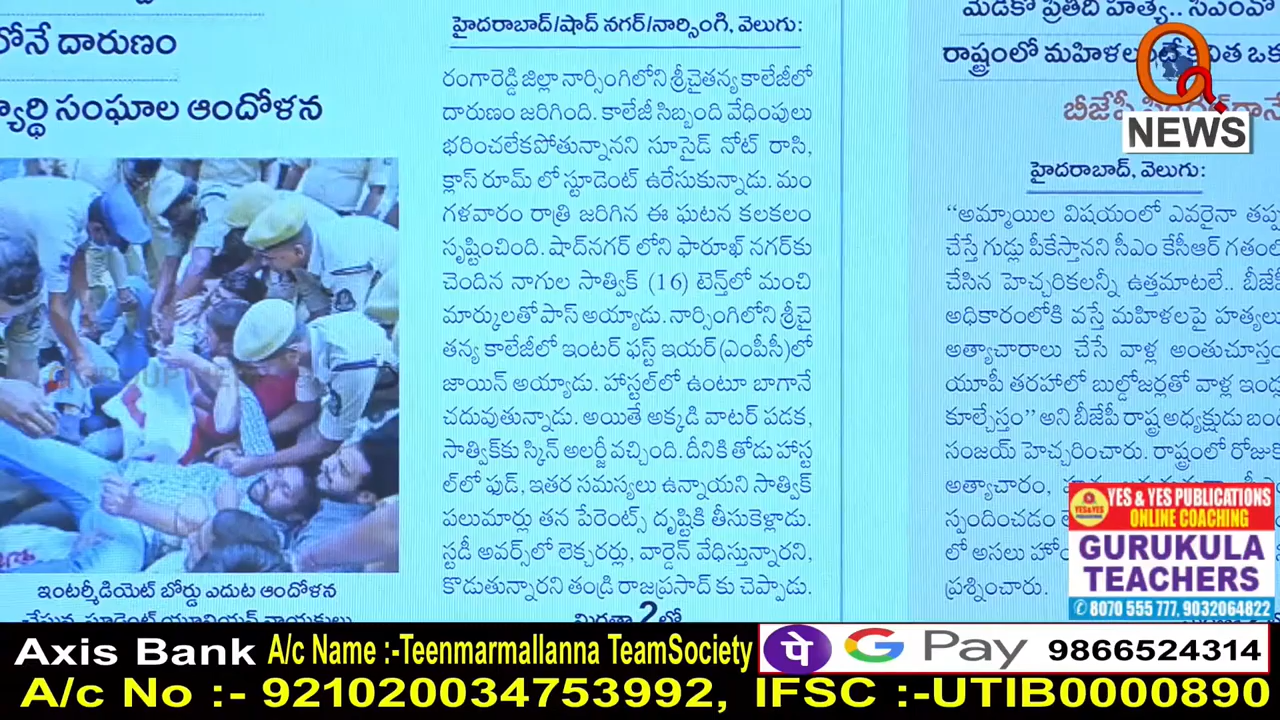 లోనే దారుణం
సంఘాల ఆందోళన
ఇంటర్మీడియెట్ బోర్డు ఎదుట ఆందోళన
హైదరాబాద్/షాద్ నగర్/నార్సింగి, వెలుగు:
రంగారెడ్డి జిల్లా నార్సింగిలోని శ్రీచైతన్య కాలేజీలో
దారుణం జరిగింది. కాలేజీ సిబ్బంది వేధింపులు
భరించలేకపోతున్నానని సూసైడ్ నోట్ రాసి,
క్లాస్ రూమ్ లో స్టూడెంట్ ఉరేసుకున్నాడు. మం
గళవారం రాత్రి జరిగిన ఈ ఘటన కలకలం
సృష్టించింది. షాద్‌నగర్ లోని ఫారూఖ్ నగర్‌కు
చెందిన నాగుల సాత్విక్ (16) టెన్త్‌లో మంచి
మార్కులతో పాస్ అయ్యాడు. నార్సింగిలోని శ్రీచై
తన్య కాలేజీలో ఇంటర్ ఫస్ట్ ఇయర్(ఎంపీసీ)లో
జాయిన్ అయ్యాడు. హాస్టల్‌లో ఉంటూ బాగానే
చదువుతున్నాడు. అయితే అక్కడి వాటర్ పడక,
సాత్విక్‌కు స్కిన్ అలర్జీ వచ్చింది. దీనికి తోడు హాస్ట
ల్‌లో ఫుడ్, ఇతర సమస్యలు ఉన్నాయని సాత్విక్
పలుమార్లు తన పేరెంట్స్ దృష్టికి తీసుకెళ్లాడు.
స్టడీ అవర్స్‌లో లెక్చరర్లు, వార్డెన్ వేధిస్తున్నారని,
కొడుతున్నారని తండ్రి రాజప్రసాద్ కు చెప్పాడు.
మిగతా 2లో
మెడికో ప్రీతిది హత్య.. సీఎంవా
రాష్ట్రంలో మహిళలంటే కవిత ఒక
బీజేపీ
హైదరాబాద్, వెలుగు:
"అమ్మాయిల విషయంలో ఎవరైనా తప్పు
చేస్తే గుడ్లు పీకేస్తానని సీఎం కేసీఆర్ గతంలో
చేసిన హెచ్చరికలన్నీ ఉత్తమాటలే.. బీజేపీ
అధికారంలోకి వస్తే మహిళలపై హత్యలు
అత్యాచారాలు చేసే వాళ్ల అంతుచూస్తం
యూపీ తరహాలో బుల్డోజర్లతో వాళ్ల ఇండ్లు
కూల్చేస్తం" అని బీజేపీ రాష్ట్ర అధ్యక్షుడు బం
సంజయ్ హెచ్చరించారు. రాష్ట్రంలో రోజుక
అత్యాచారం,
స్పందించడం
లో అసలు
ప్రశ్నించారు.
Q
NEWS
YES & YES PUBLICATIONS
ONLINE COACHING
GURUKULA
TEACHERS
8070 555 777, 9032064822
Axis Bank A/c Name :-Teenmarmallanna TeamSociety
G Pay 9866524314
A/c No :- 921020034753992, IFSC :-UTIB0000890